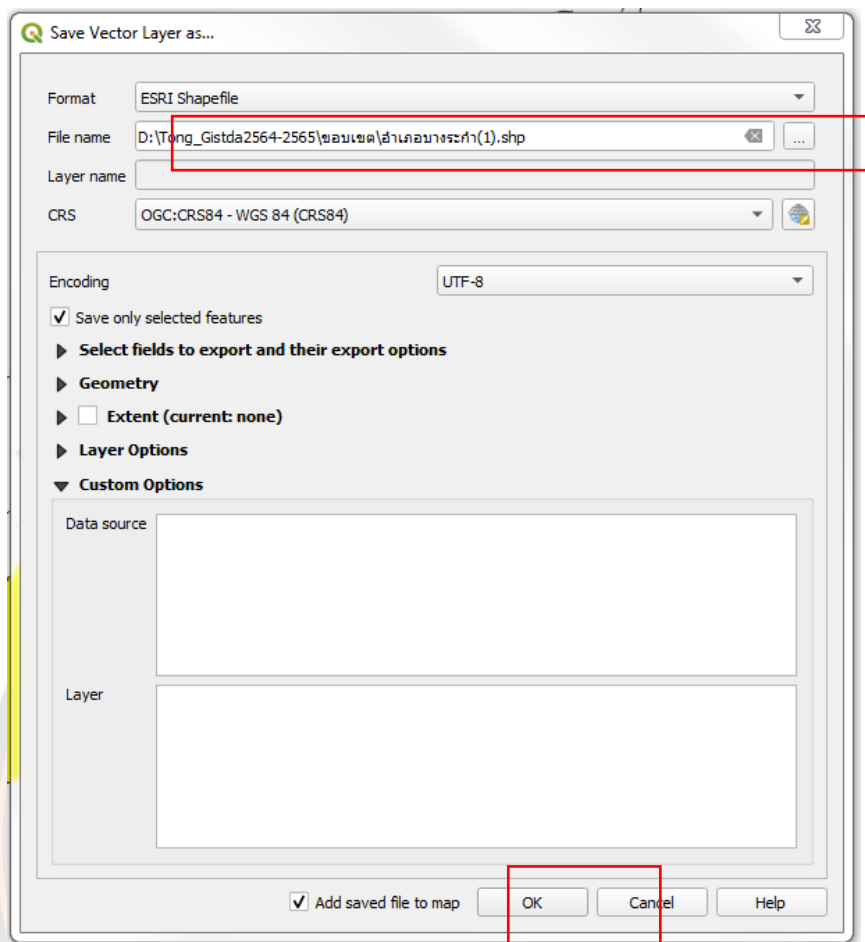 Save Vector Layer as...
Format ESRI Shapefile
File name D:\Tong_Gistda2564-2565\ขอบเขต\อำเภอบางระกำ(1).shp ...
Layer name
CRS OGC:CRS84 - WGS 84 (CRS84)
Encoding UTF-8
Save only selected features
Select fields to export and their export options
Geometry
Extent (current: none)
Layer Options
Custom Options
Data source
Layer
Add saved file to map OK Cancel Help